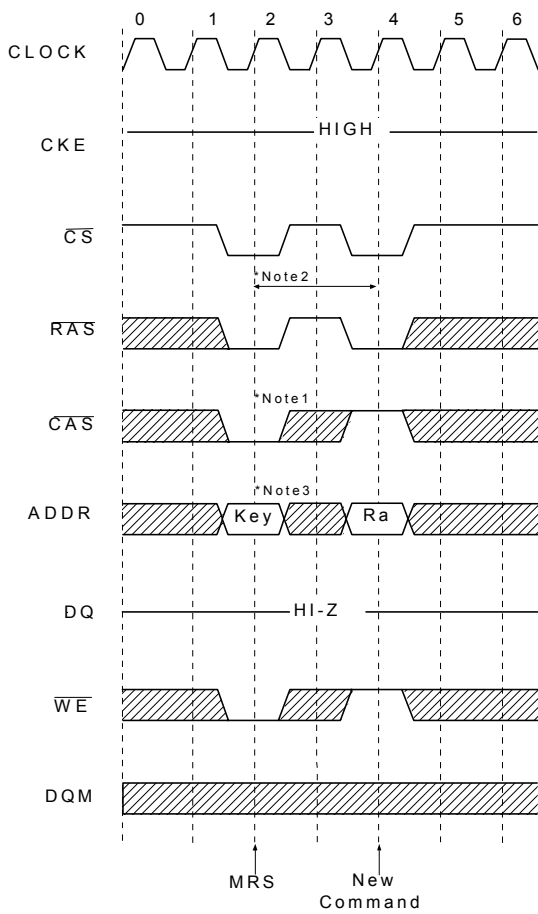 0 1 2 3 4 5 6
CLOCK
HIGH
CKE
CS
*Note2
RAS
*Note1
CAS
*Note3
ADDR Key Ra
DQ HI-Z
WE
DQM
MRS New
Command